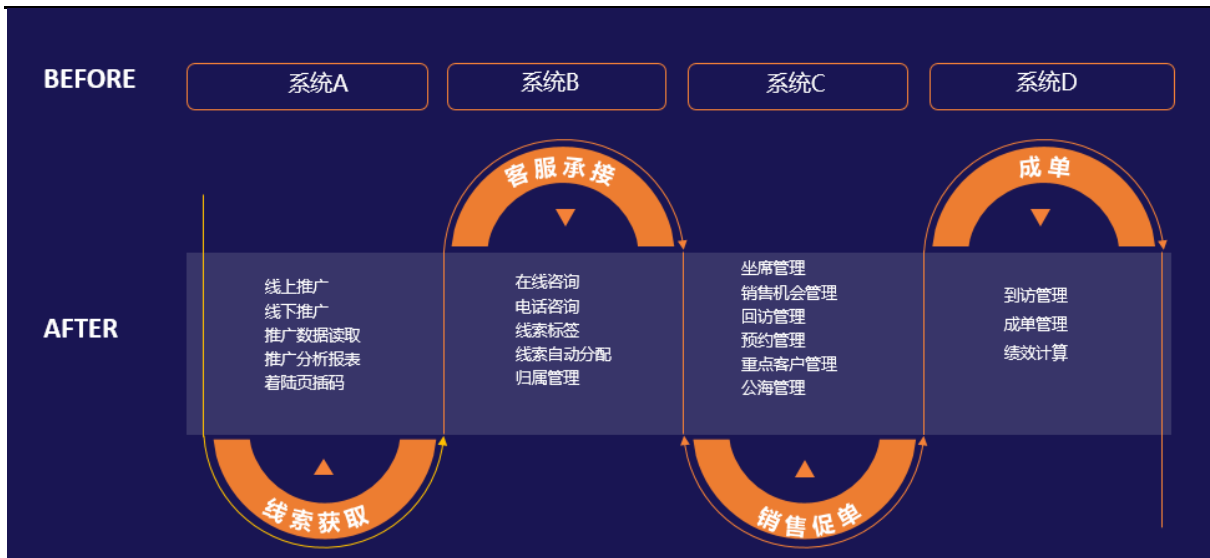 BEFORE
系统A
系统B
系统C
系统D
客服承接
成单
AFTER
线上推广
线下推广
推广数据读取
推广分析报表
着陆页插码
在线咨询
电话咨询
线索标签
线索自动分配
归属管理
坐席管理
销售机会管理
回访管理
预约管理
重点客户管理
公海管理
到访管理
成单管理
绩效计算
线索获取
销售促单